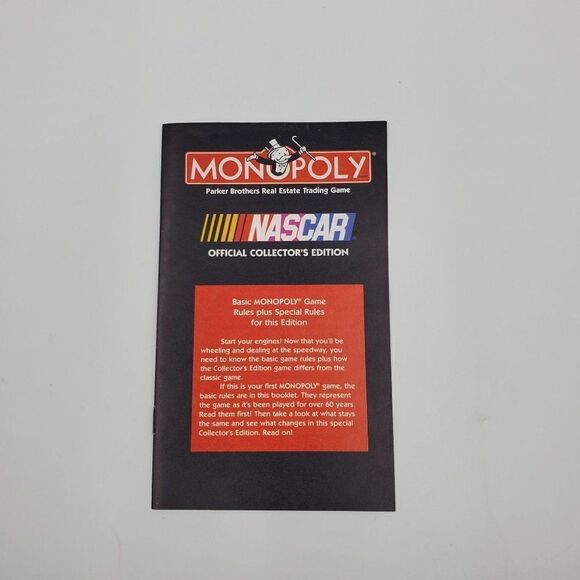 MONOPOLY®
Parker Brothers Real Estate Trading Game
NASCAR
OFFICIAL COLLECTOR'S EDITION
Basic MONOPOLY® Game
Rules plus Special Rules
for this Edition
Start your engines! Now that you'll be
wheeling and dealing at the speedway, you
need to know the basic game rules plus how
the Collector's Edition game differs from the
classic game.
If this is your first MONOPOLY® game, the
basic rules are in this booklet. They represent
the game as it's been played for over 60 years.
Read them first! Then take a look at what stays
the same and see what changes in this special
Collector's Edition. Read on!